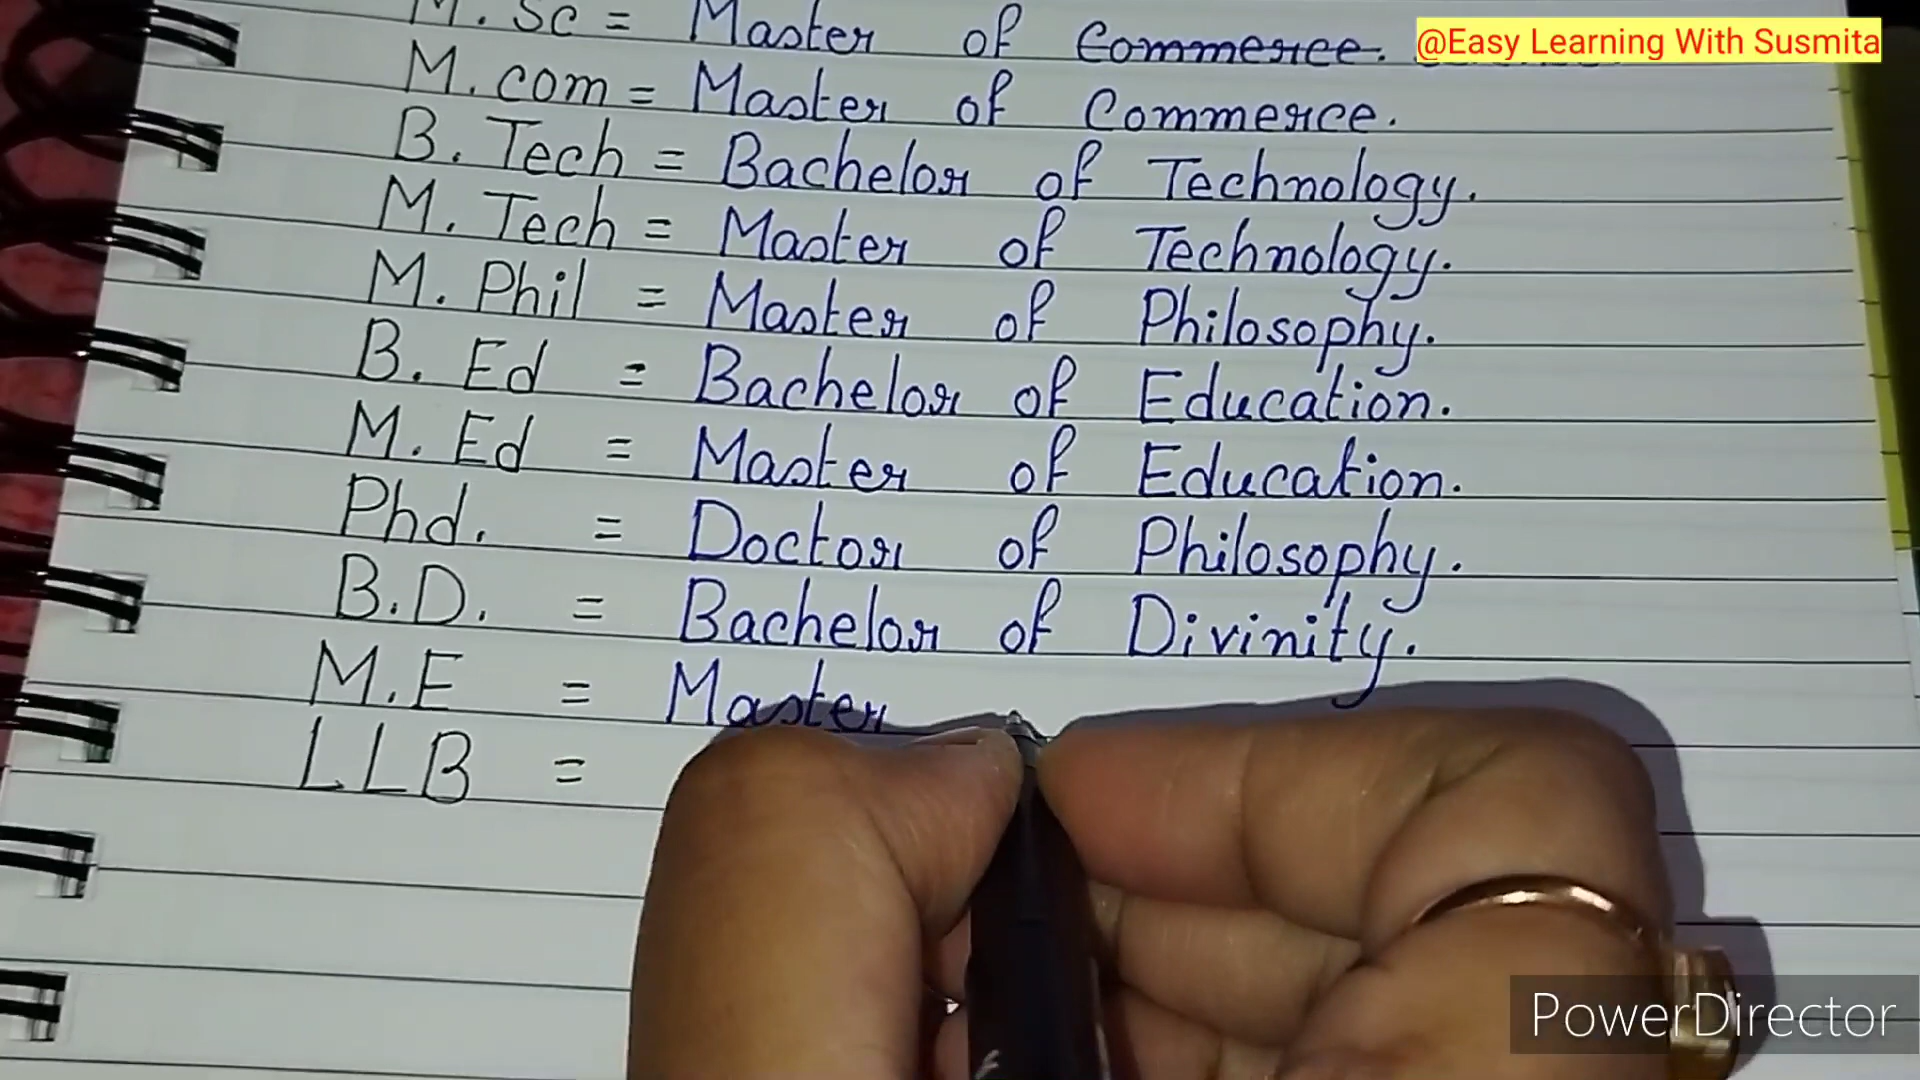 M.Sc = Master of Commerce.
@Easy Learning With Susmita
M.com = Master of Commerce.
B. Tech = Bachelor of Technology.
M. Tech = Master of Technology.
M. Phil = Master of Philosophy.
B. Ed = Bachelor of Education.
M. Ed = Master of Education.
Phd. = Doctor of Philosophy.
B.D. = Bachelor of Divinity.
M.E = Master
LLB =
PowerDirector